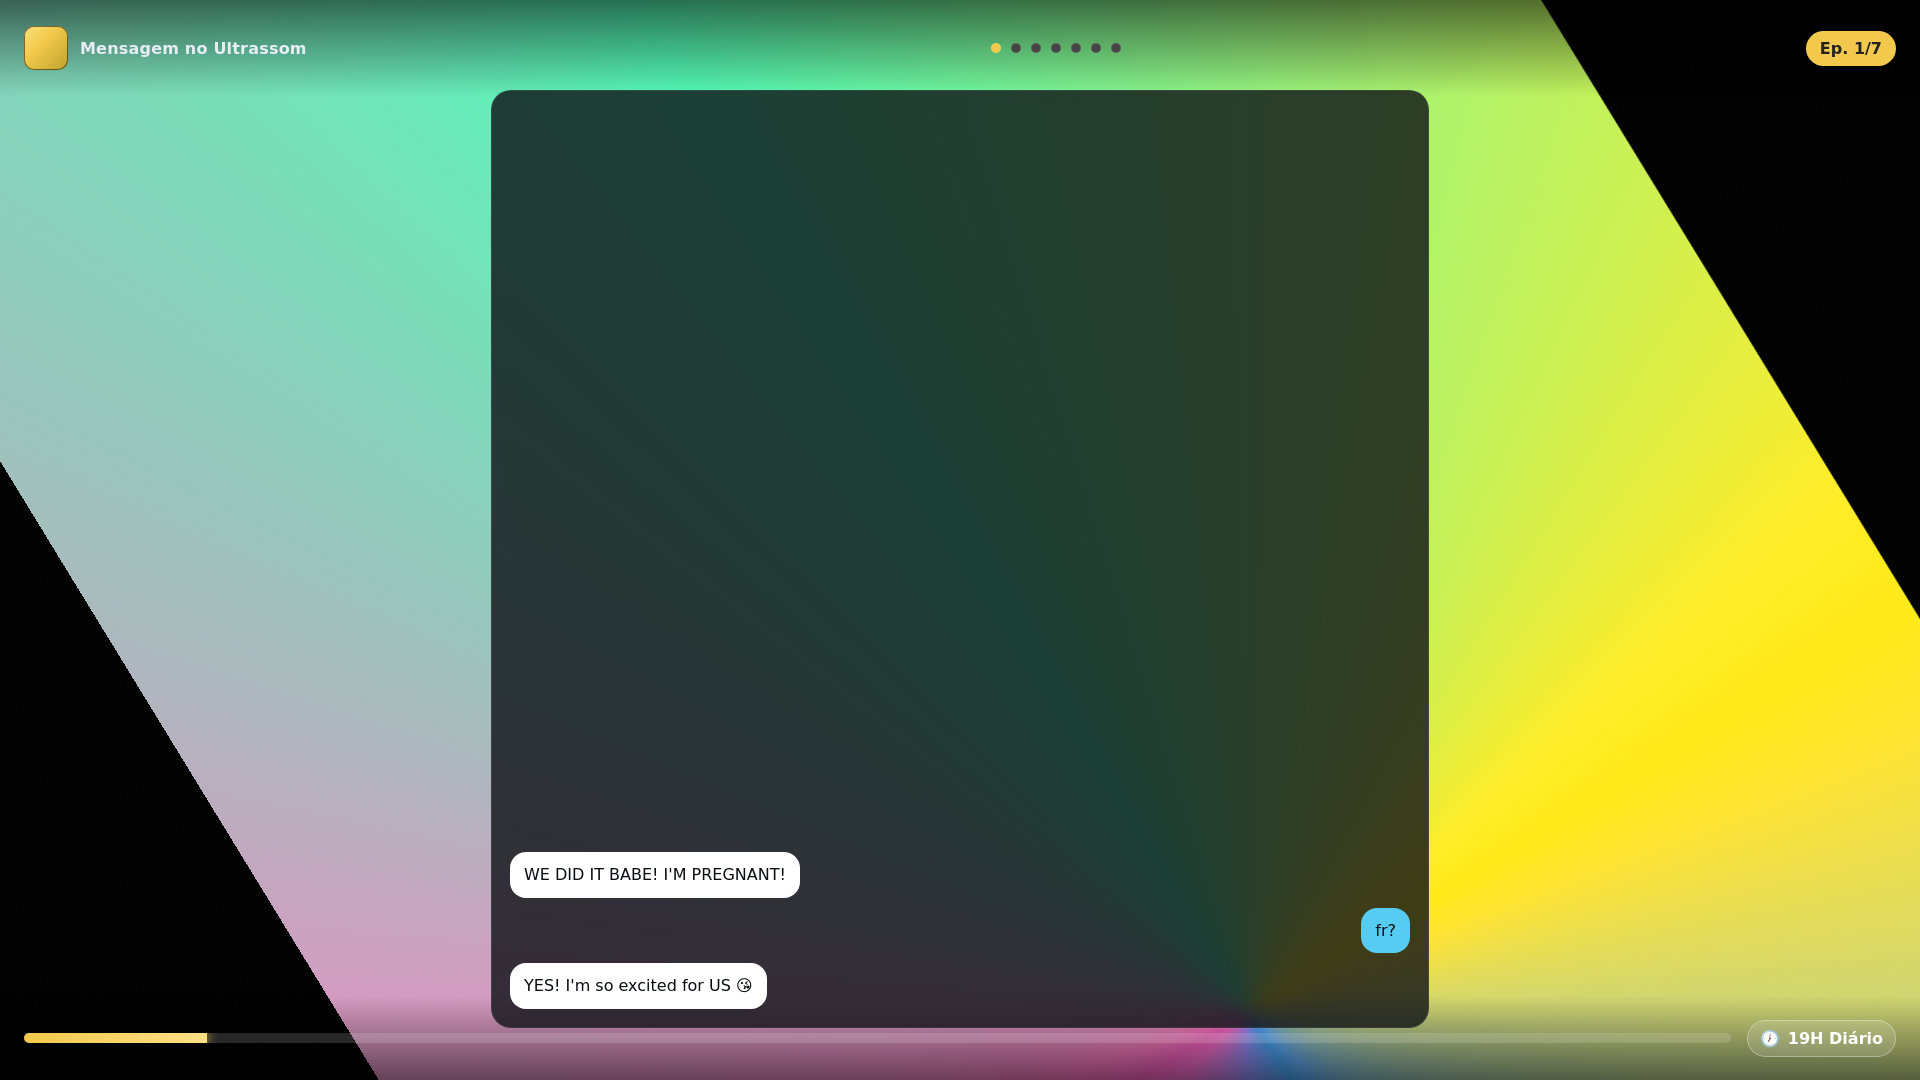 Mensagem no Ultrassom
Ep. 1/7
WE DID IT BABE! I'M PREGNANT!
fr?
YES! I'm so excited for US 😘
🕖 19H Diário